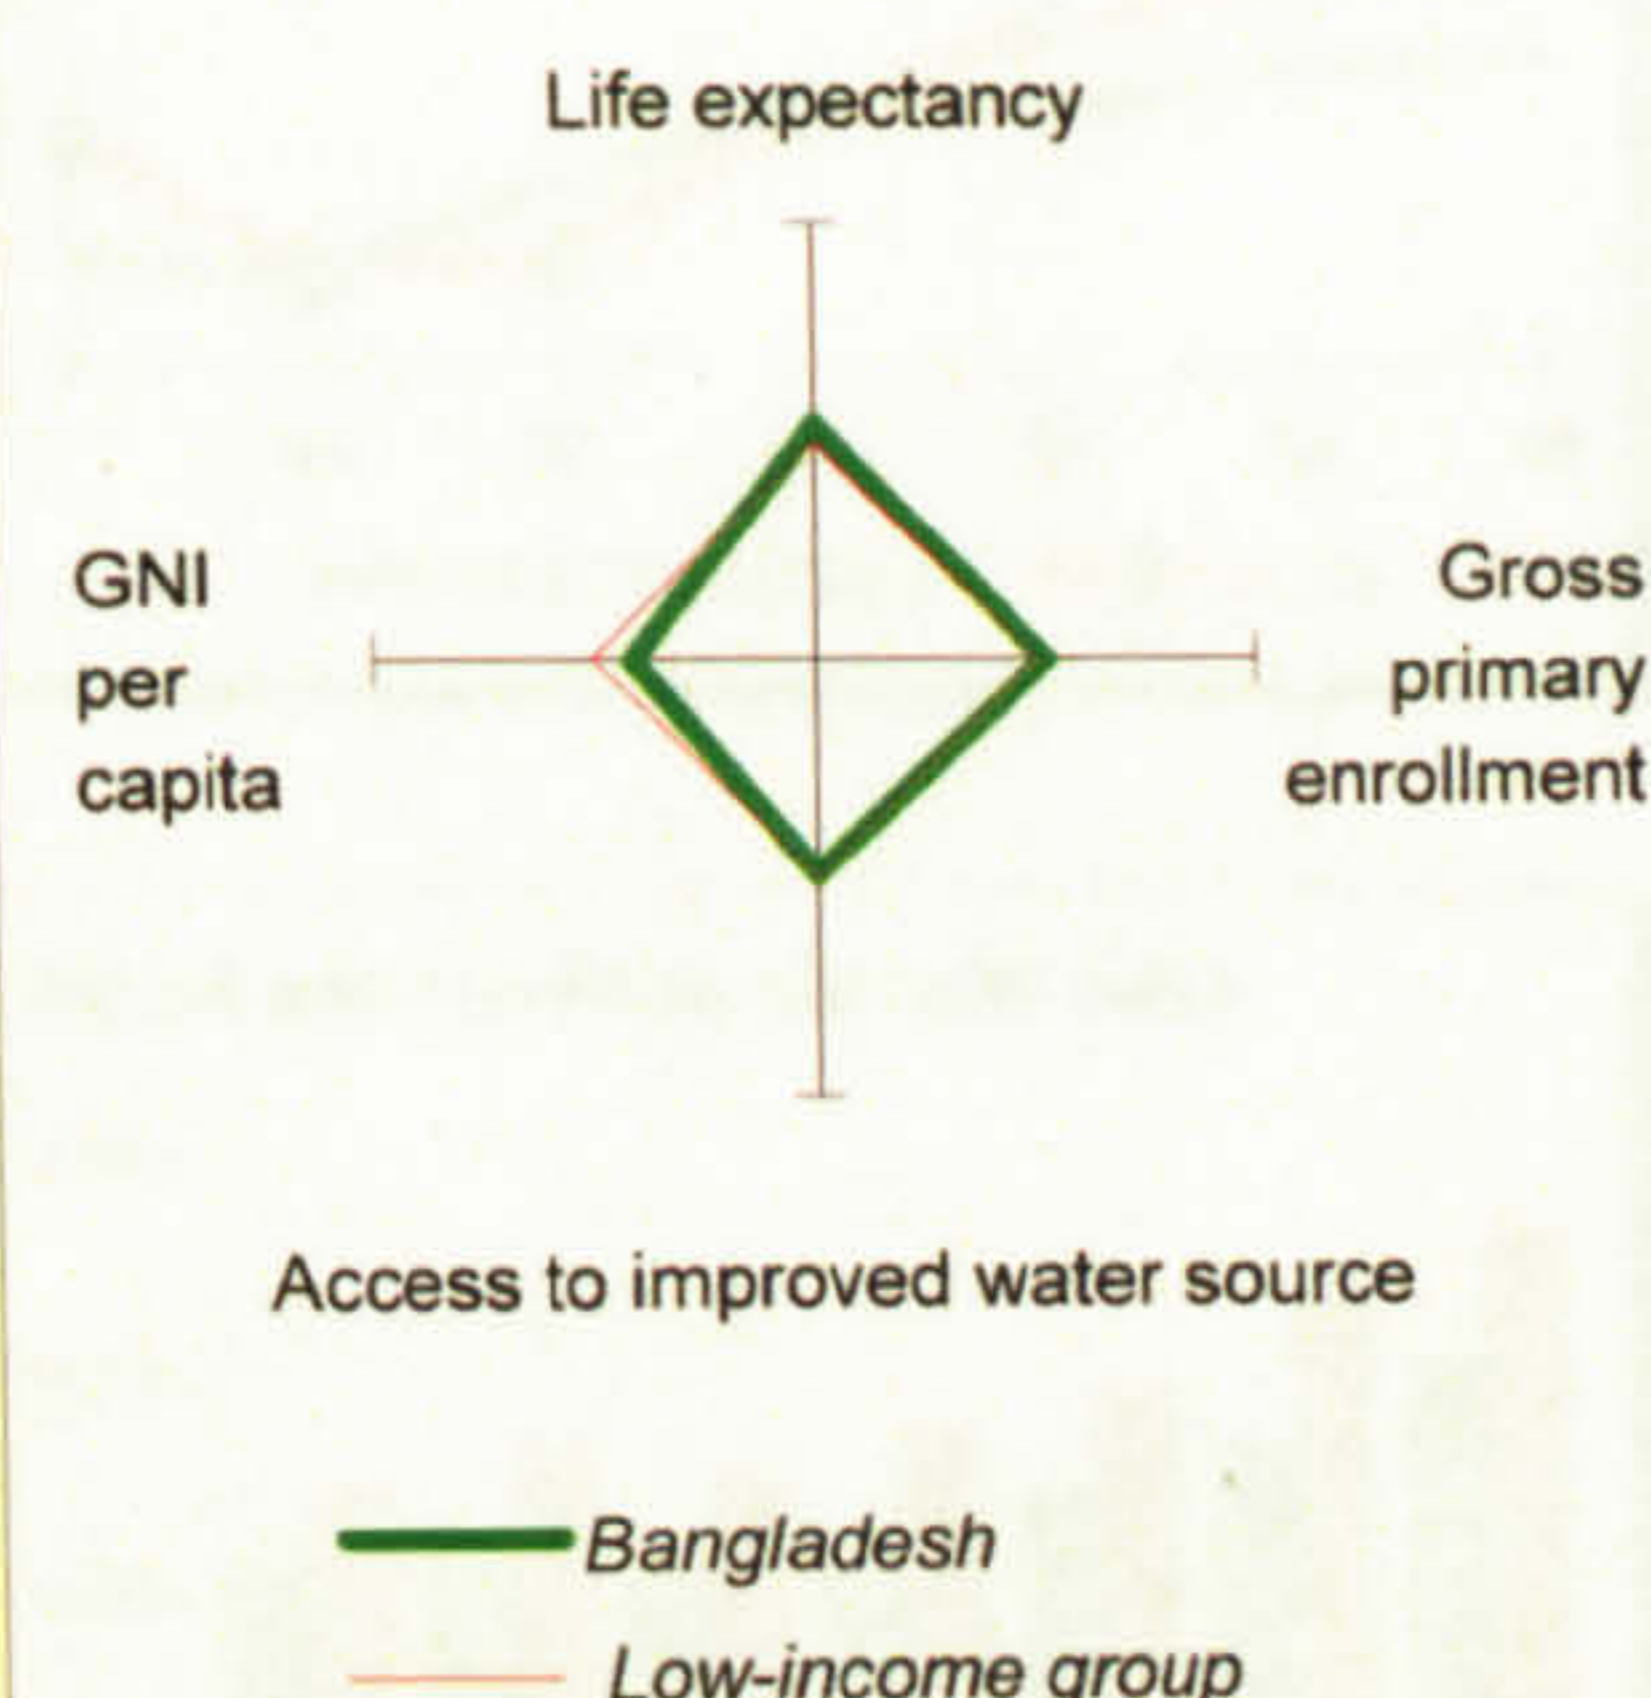 Life expectancy
GNI
per
capita
Gross
primary
enrollment
Access to improved water source
Bangladesh
Low-income group